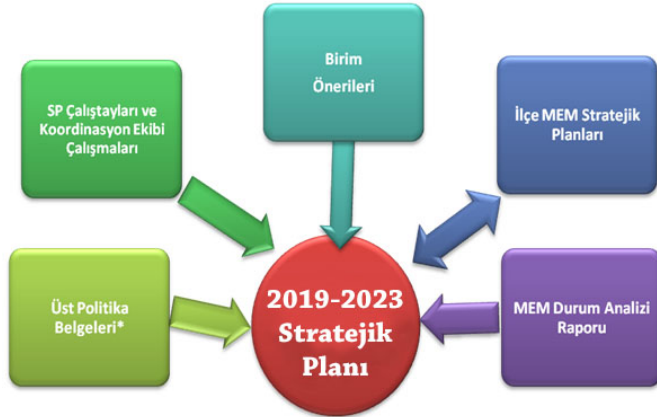 Birim
Önerileri
SP Çalıştayları ve
Koordinasyon Ekibi
Çalışmaları
İlçe MEM Stratejik
Planları
Üst Politika
Belgeleri*
2019-2023
Stratejik
Planı
MEM Durum Analizi
Raporu